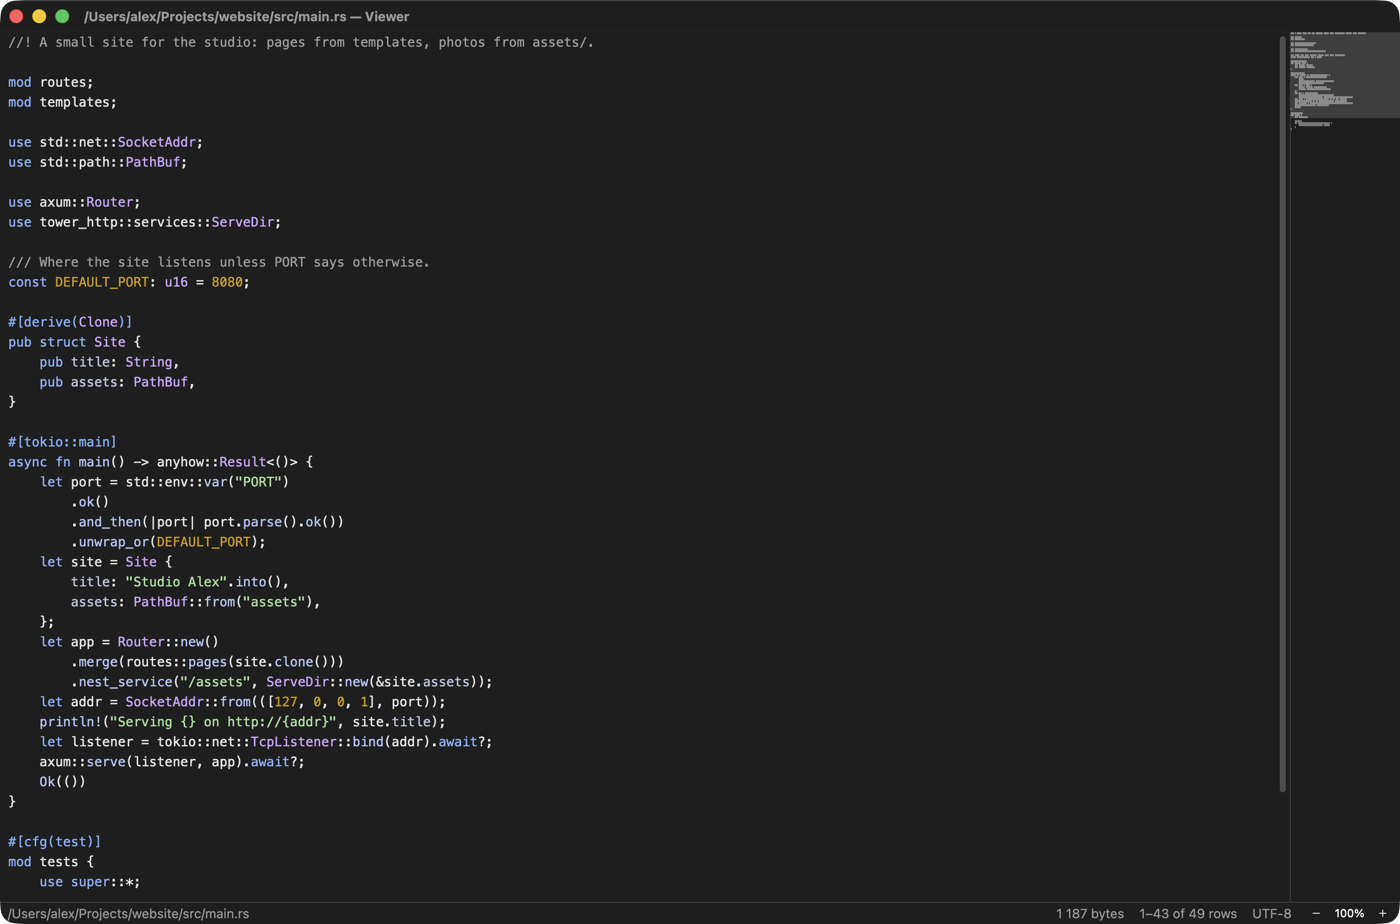 /Users/alex/Projects/website/src/main.rs — Viewer
//! A small site for the studio: pages from templates, photos from assets/.

mod routes;
mod templates;

use std::net::SocketAddr;
use std::path::PathBuf;

use axum::Router;
use tower_http::services::ServeDir;

/// Where the site listens unless PORT says otherwise.
const DEFAULT_PORT: u16 = 8080;

#[derive(Clone)]
pub struct Site {
    pub title: String,
    pub assets: PathBuf,
}

#[tokio::main]
async fn main() -> anyhow::Result<()> {
    let port = std::env::var("PORT")
        .ok()
        .and_then(|port| port.parse().ok())
        .unwrap_or(DEFAULT_PORT);
    let site = Site {
        title: "Studio Alex".into(),
        assets: PathBuf::from("assets"),
    };
    let app = Router::new()
        .merge(routes::pages(site.clone()))
        .nest_service("/assets", ServeDir::new(&site.assets));
    let addr = SocketAddr::from(([127, 0, 0, 1], port));
    println!("Serving {} on http://{addr}", site.title);
    let listener = tokio::net::TcpListener::bind(addr).await?;
    axum::serve(listener, app).await?;
    Ok(())
}

#[cfg(test)]
mod tests {
    use super::*;
/Users/alex/Projects/website/src/main.rs
1 187 bytes 1–43 of 49 rows UTF-8 − 100% +